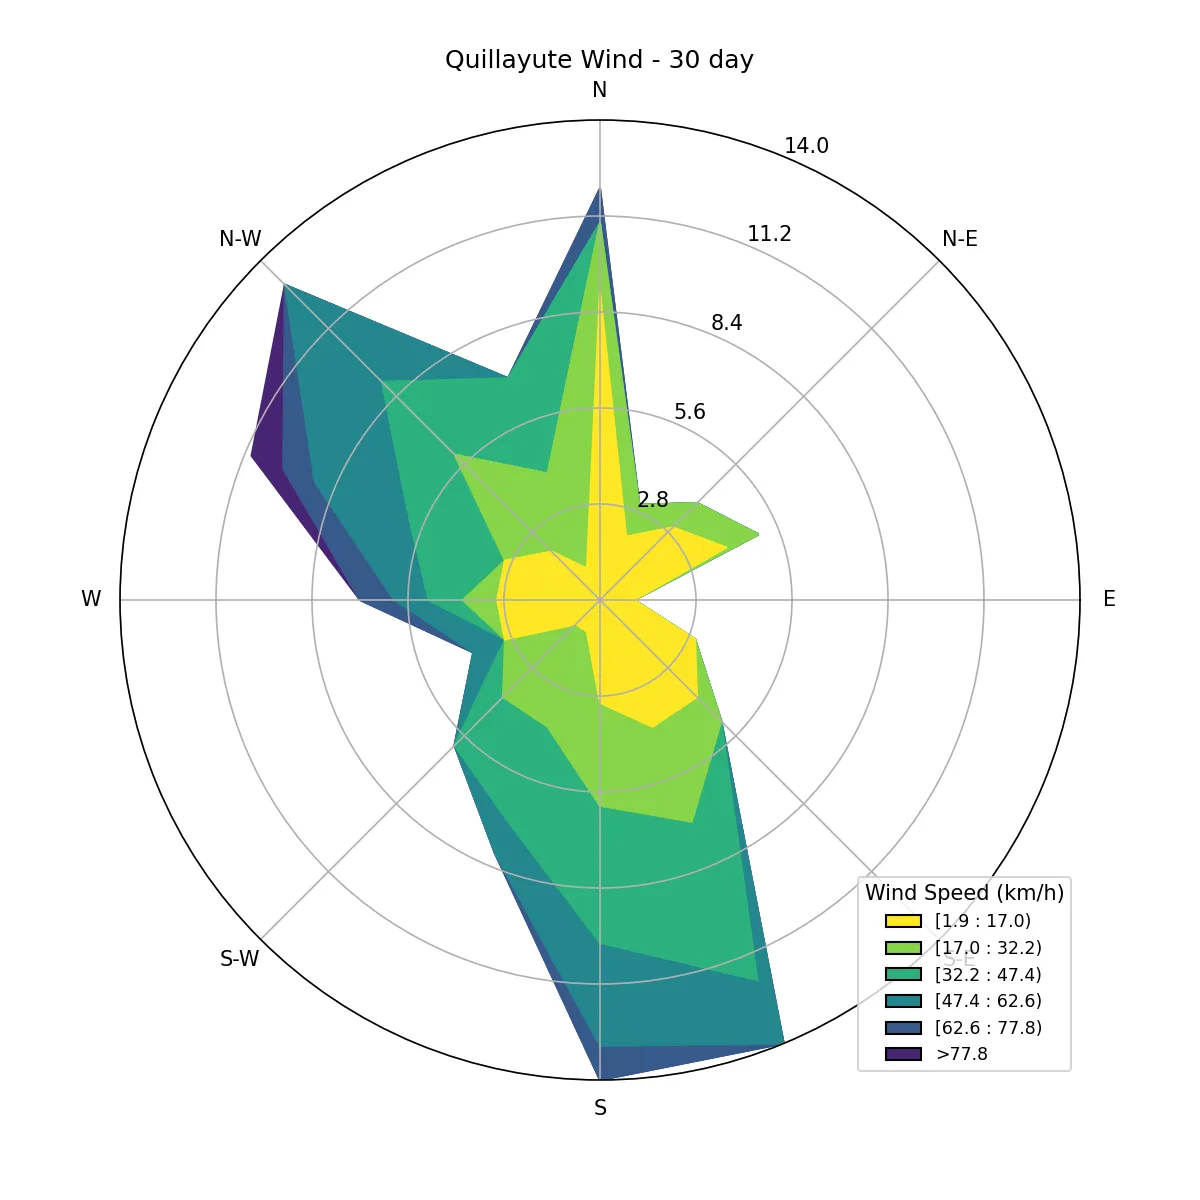 Quillayute Wind - 30 day
N
14.0
N-W
11.2
N-E
8.4
5.6
2.8
W
E
S-W
S-E
S
Wind Speed (km/h)
[1.9 : 17.0)
[17.0 : 32.2)
[32.2 : 47.4)
[47.4 : 62.6)
[62.6 : 77.8)
>77.8